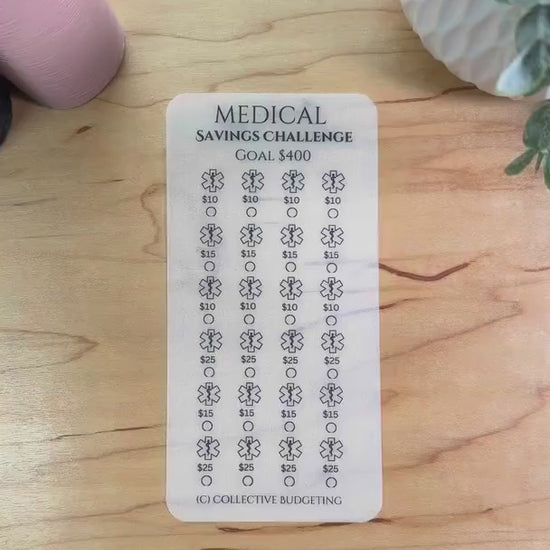 MEDICAL
SAVINGS CHALLENGE
GOAL $400
$10 $10 $10 $10
$15 $15 $15 $15
$10 $10 $10 $10
$25 $25 $25 $25
$15 $15 $15 $15
$25 $25 $25 $25
(C) COLLECTIVE BUDGETING